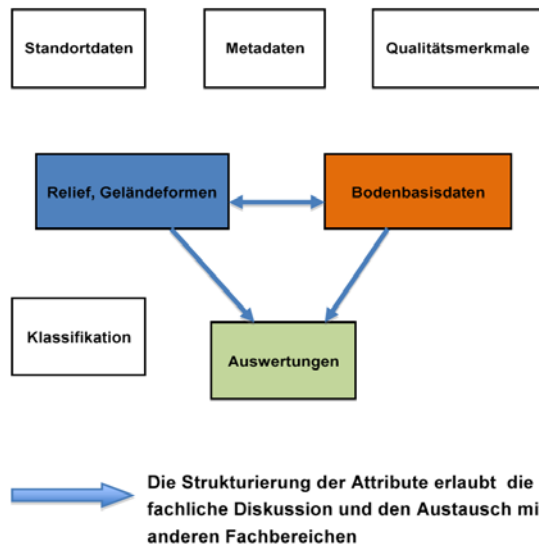 Standortdaten
Metadaten
Qualitätsmerkmale
Relief, Geländeformen
Bodenbasisdaten
Klassifikation
Auswertungen
Die Strukturierung der Attribute erlaubt die
fachliche Diskussion und den Austausch mi
anderen Fachbereichen